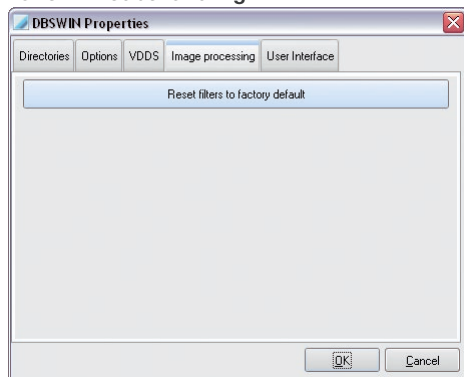 DBSWIN Properties
Directories Options VDDS Image processing User Interface
Reset filters to factory default
OK Cancel